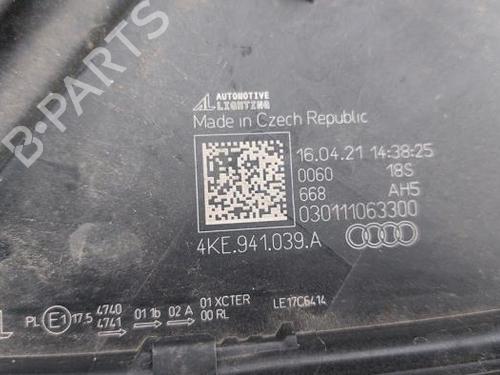 B-PARTS
AL AUTOMOTIVE LIGHTING
Made in Czech Republic
16.04.21 14:38:25
0060 18S
668 AH5
030111063300
4KE.941.039.A
L PL E1 17.5 4740 4741 01 1b 02 A 01 XCTER 00 RL LE17C6414